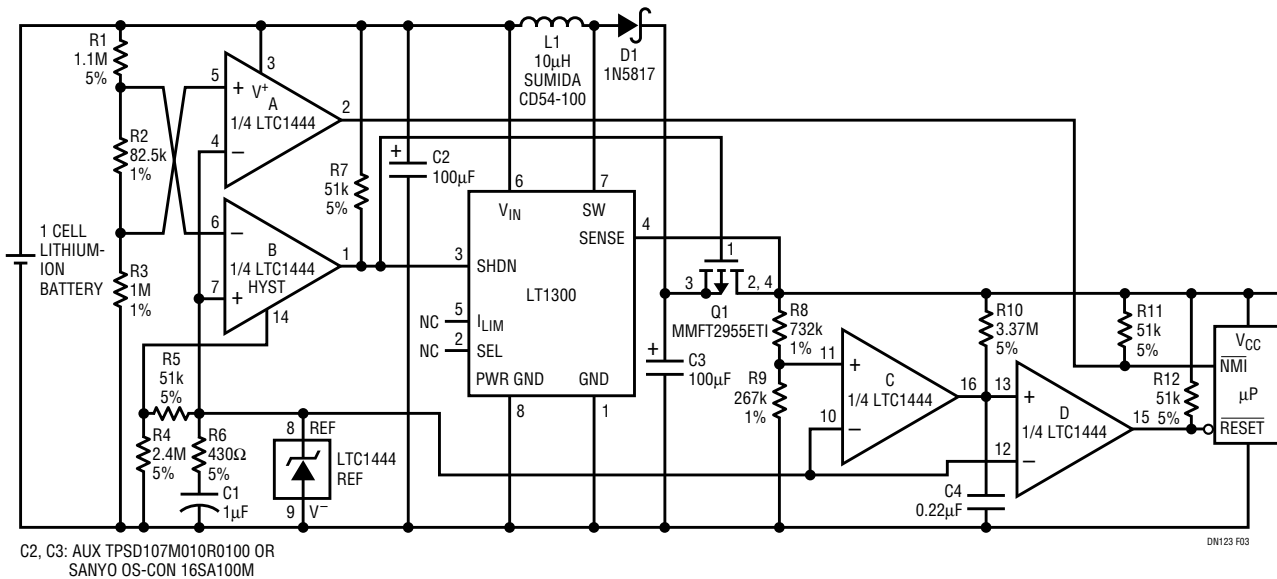 R1
1.1M
5%
R2
82.5k
1%
R3
1M
1%
1 CELL
LITHIUM-
ION
BATTERY
5
+
V+
3
A
1/4 LTC1444
2
4
–
6
–
B
1/4 LTC1444
HYST
1
7
+
14
R5
51k
5%
R4
2.4M
5%
R6
430Ω
5%
C1
1µF
8
REF
LTC1444
REF
9
V–
R7
51k
5%
+
C2
100µF
L1
10µH
SUMIDA
CD54-100
D1
1N5817
6
7
VIN
SW
SENSE
4
3
SHDN
LT1300
NC
5
ILIM
NC
2
SEL
PWR GND
GND
8
1
1
3
2, 4
Q1
MMFT2955ETI
+
C3
100µF
R8
732k
1%
R9
267k
1%
11
+
C
1/4 LTC1444
10
–
16
R10
3.37M
5%
13
+
D
1/4 LTC1444
12
–
15
C4
0.22µF
R11
51k
5%
R12
51k
5%
VCC
NMI
µP
RESET
DN123 F03
C2, C3: AUX TPSD107M010R0100 OR
SANYO OS-CON 16SA100M